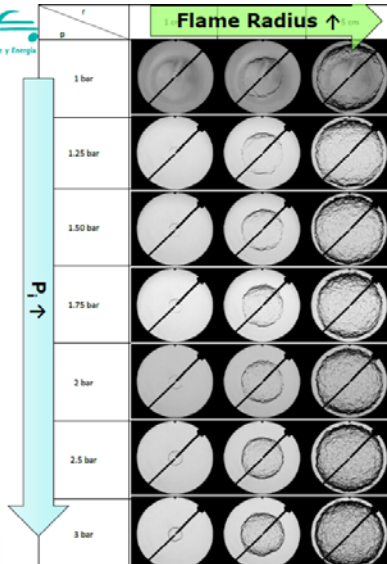 r
Flame Radius ↑
p
y Energía
1 bar
1.25 bar
1.50 bar
1.75 bar
P i ↑
2 bar
2.5 bar
3 bar